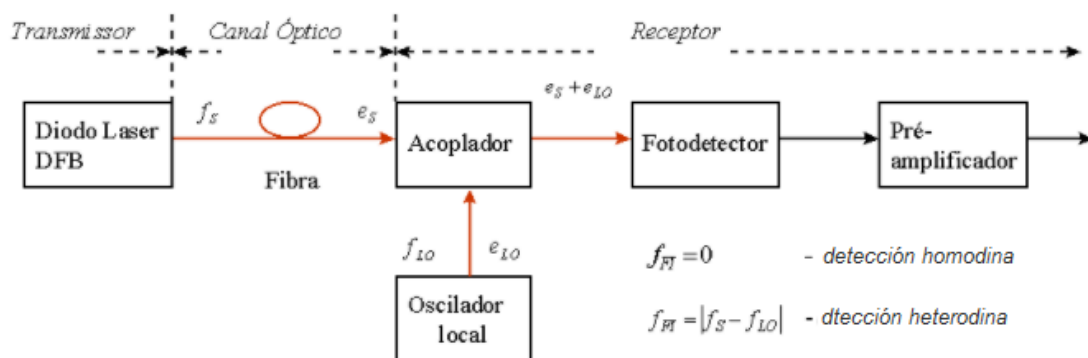 Transmissor
Canal Óptico
Receptor
f_S
e_S
e_S + e_LO
Diodo Laser
DFB
Fibra
Acoplador
Fotodetector
Pré-
amplificador
f_LO
e_LO
Oscilador
local
f_FI = 0 - detección homodina
f_FI = |f_S - f_LO| - dtección heterodina